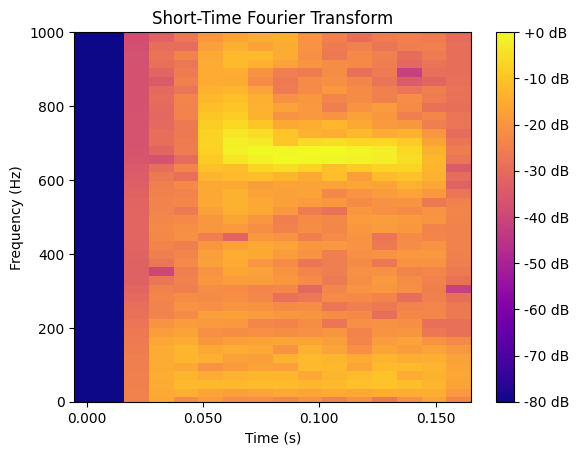 Short-Time Fourier Transform
1000
800
600
400
200
0
Frequency (Hz)
0.000
0.050
0.100
0.150
Time (s)
+0 dB
-10 dB
-20 dB
-30 dB
-40 dB
-50 dB
-60 dB
-70 dB
-80 dB